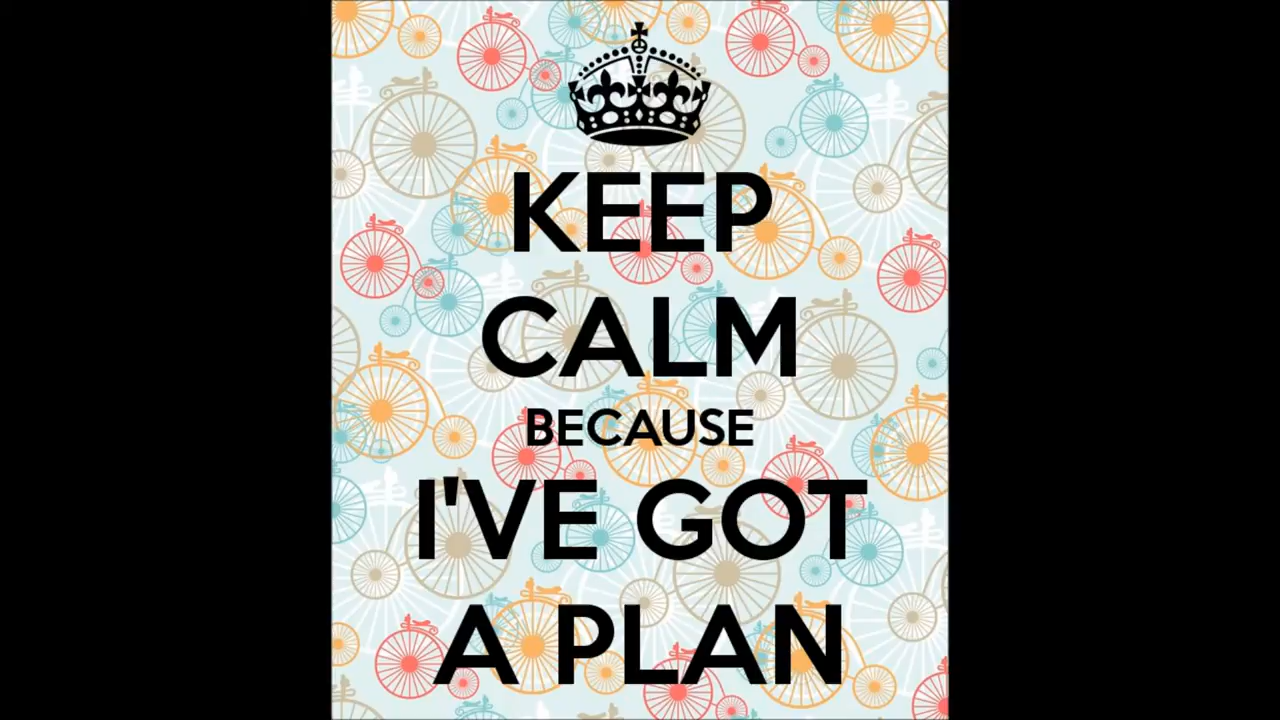 KEEP
CALM
BECAUSE
I'VE GOT
A PLAN